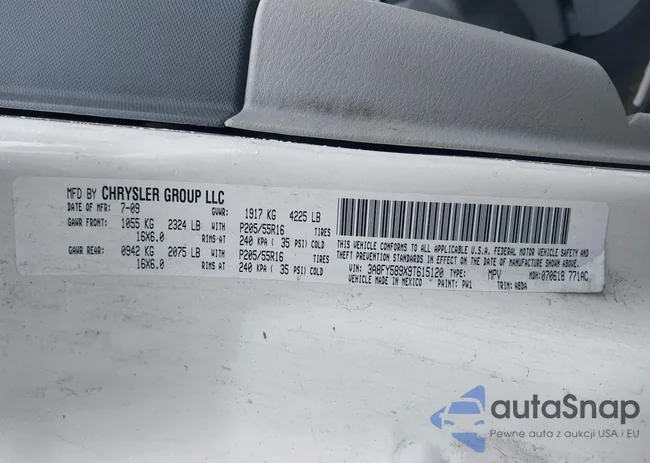 MFD BY CHRYSLER GROUP LLC
DATE OF MFR: 7-09 GVWR: 1917 KG 4225 LB
GAWR FRONT: 1055 KG 2324 LB P205/55R16 TIRES
16X6.0 RIMS AT 240 KPA ( 35 PSI) COLD
GAWR REAR: 0942 KG 2075 LB P205/55R16 TIRES
16X6.0 RIMS AT 240 KPA ( 35 PSI) COLD
THIS VEHICLE CONFORMS TO ALL APPLICABLE U.S.A. FEDERAL MOTOR VEHICLE SAFETY AND
THEFT PREVENTION STANDARDS IN EFFECT ON THE DATE OF MANUFACTURE SHOWN ABOVE.
VIN: 3A8FY589X9T615120 TYPE: MPV MDH: 070618 771AC
VEHICLE MADE IN MEXICO PAINT: PW1 TRIM: ABDA
autaSnap
Pewne auta z aukcji USA i EU